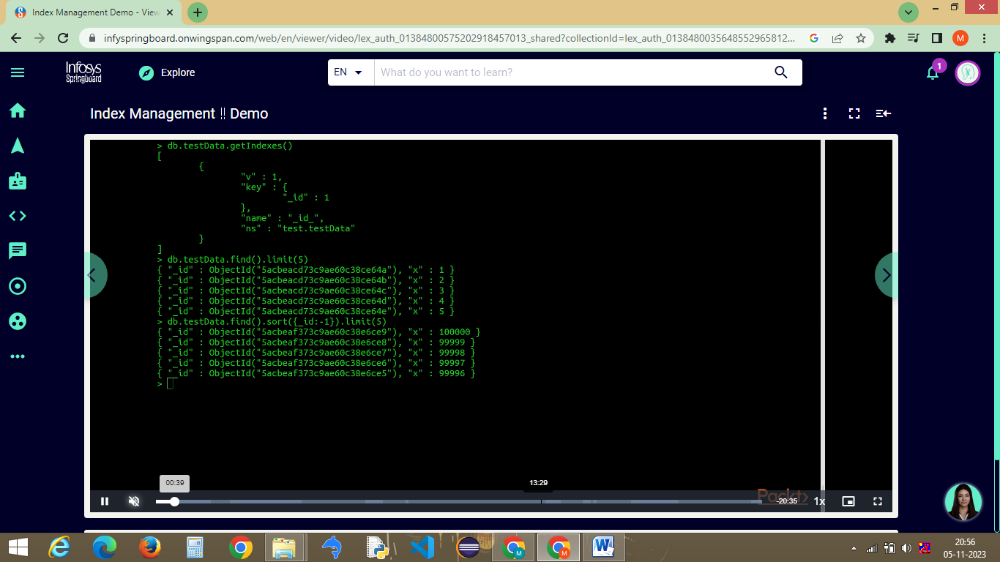 Index Management Demo - View
infyspringboard.onwingspan.com/web/en/viewer/video/lex_auth_01384800575202918457013_shared?collectionId=lex_auth_0138480035648552965812...
M
Infosys
Springboard
Explore
EN
What do you want to learn?
1
Index Management || Demo
> db.testData.getIndexes()
[
{
"v" : 1,
"key" : {
"_id" : 1
},
"name" : "_id_",
"ns" : "test.testData"
}
]
> db.testData.find().limit(5)
{ "_id" : ObjectId("5acbeacd73c9ae60c38ce64a"), "x" : 1 }
{ "_id" : ObjectId("5acbeacd73c9ae60c38ce64b"), "x" : 2 }
{ "_id" : ObjectId("5acbeacd73c9ae60c38ce64c"), "x" : 3 }
{ "_id" : ObjectId("5acbeacd73c9ae60c38ce64d"), "x" : 4 }
{ "_id" : ObjectId("5acbeacd73c9ae60c38ce64e"), "x" : 5 }
> db.testData.find().sort({_id:-1}).limit(5)
{ "_id" : ObjectId("5acbeaf373c9ae60c38e6ce9"), "x" : 100000 }
{ "_id" : ObjectId("5acbeaf373c9ae60c38e6ce8"), "x" : 99999 }
{ "_id" : ObjectId("5acbeaf373c9ae60c38e6ce7"), "x" : 99998 }
{ "_id" : ObjectId("5acbeaf373c9ae60c38e6ce6"), "x" : 99997 }
{ "_id" : ObjectId("5acbeaf373c9ae60c38e6ce5"), "x" : 99996 }
>
00:39
13:29
Packt>
-20:35
1x
M
M
20:56
05-11-2023